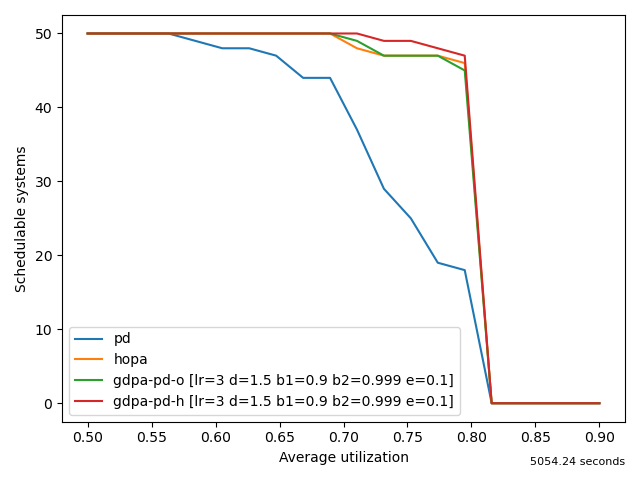 50
40
30
20
10
0
Schedulable systems
pd
hopa
gdpa-pd-o [lr=3 d=1.5 b1=0.9 b2=0.999 e=0.1]
gdpa-pd-h [lr=3 d=1.5 b1=0.9 b2=0.999 e=0.1]
0.50 0.55 0.60 0.65 0.70 0.75 0.80 0.85 0.90
Average utilization
5054.24 seconds